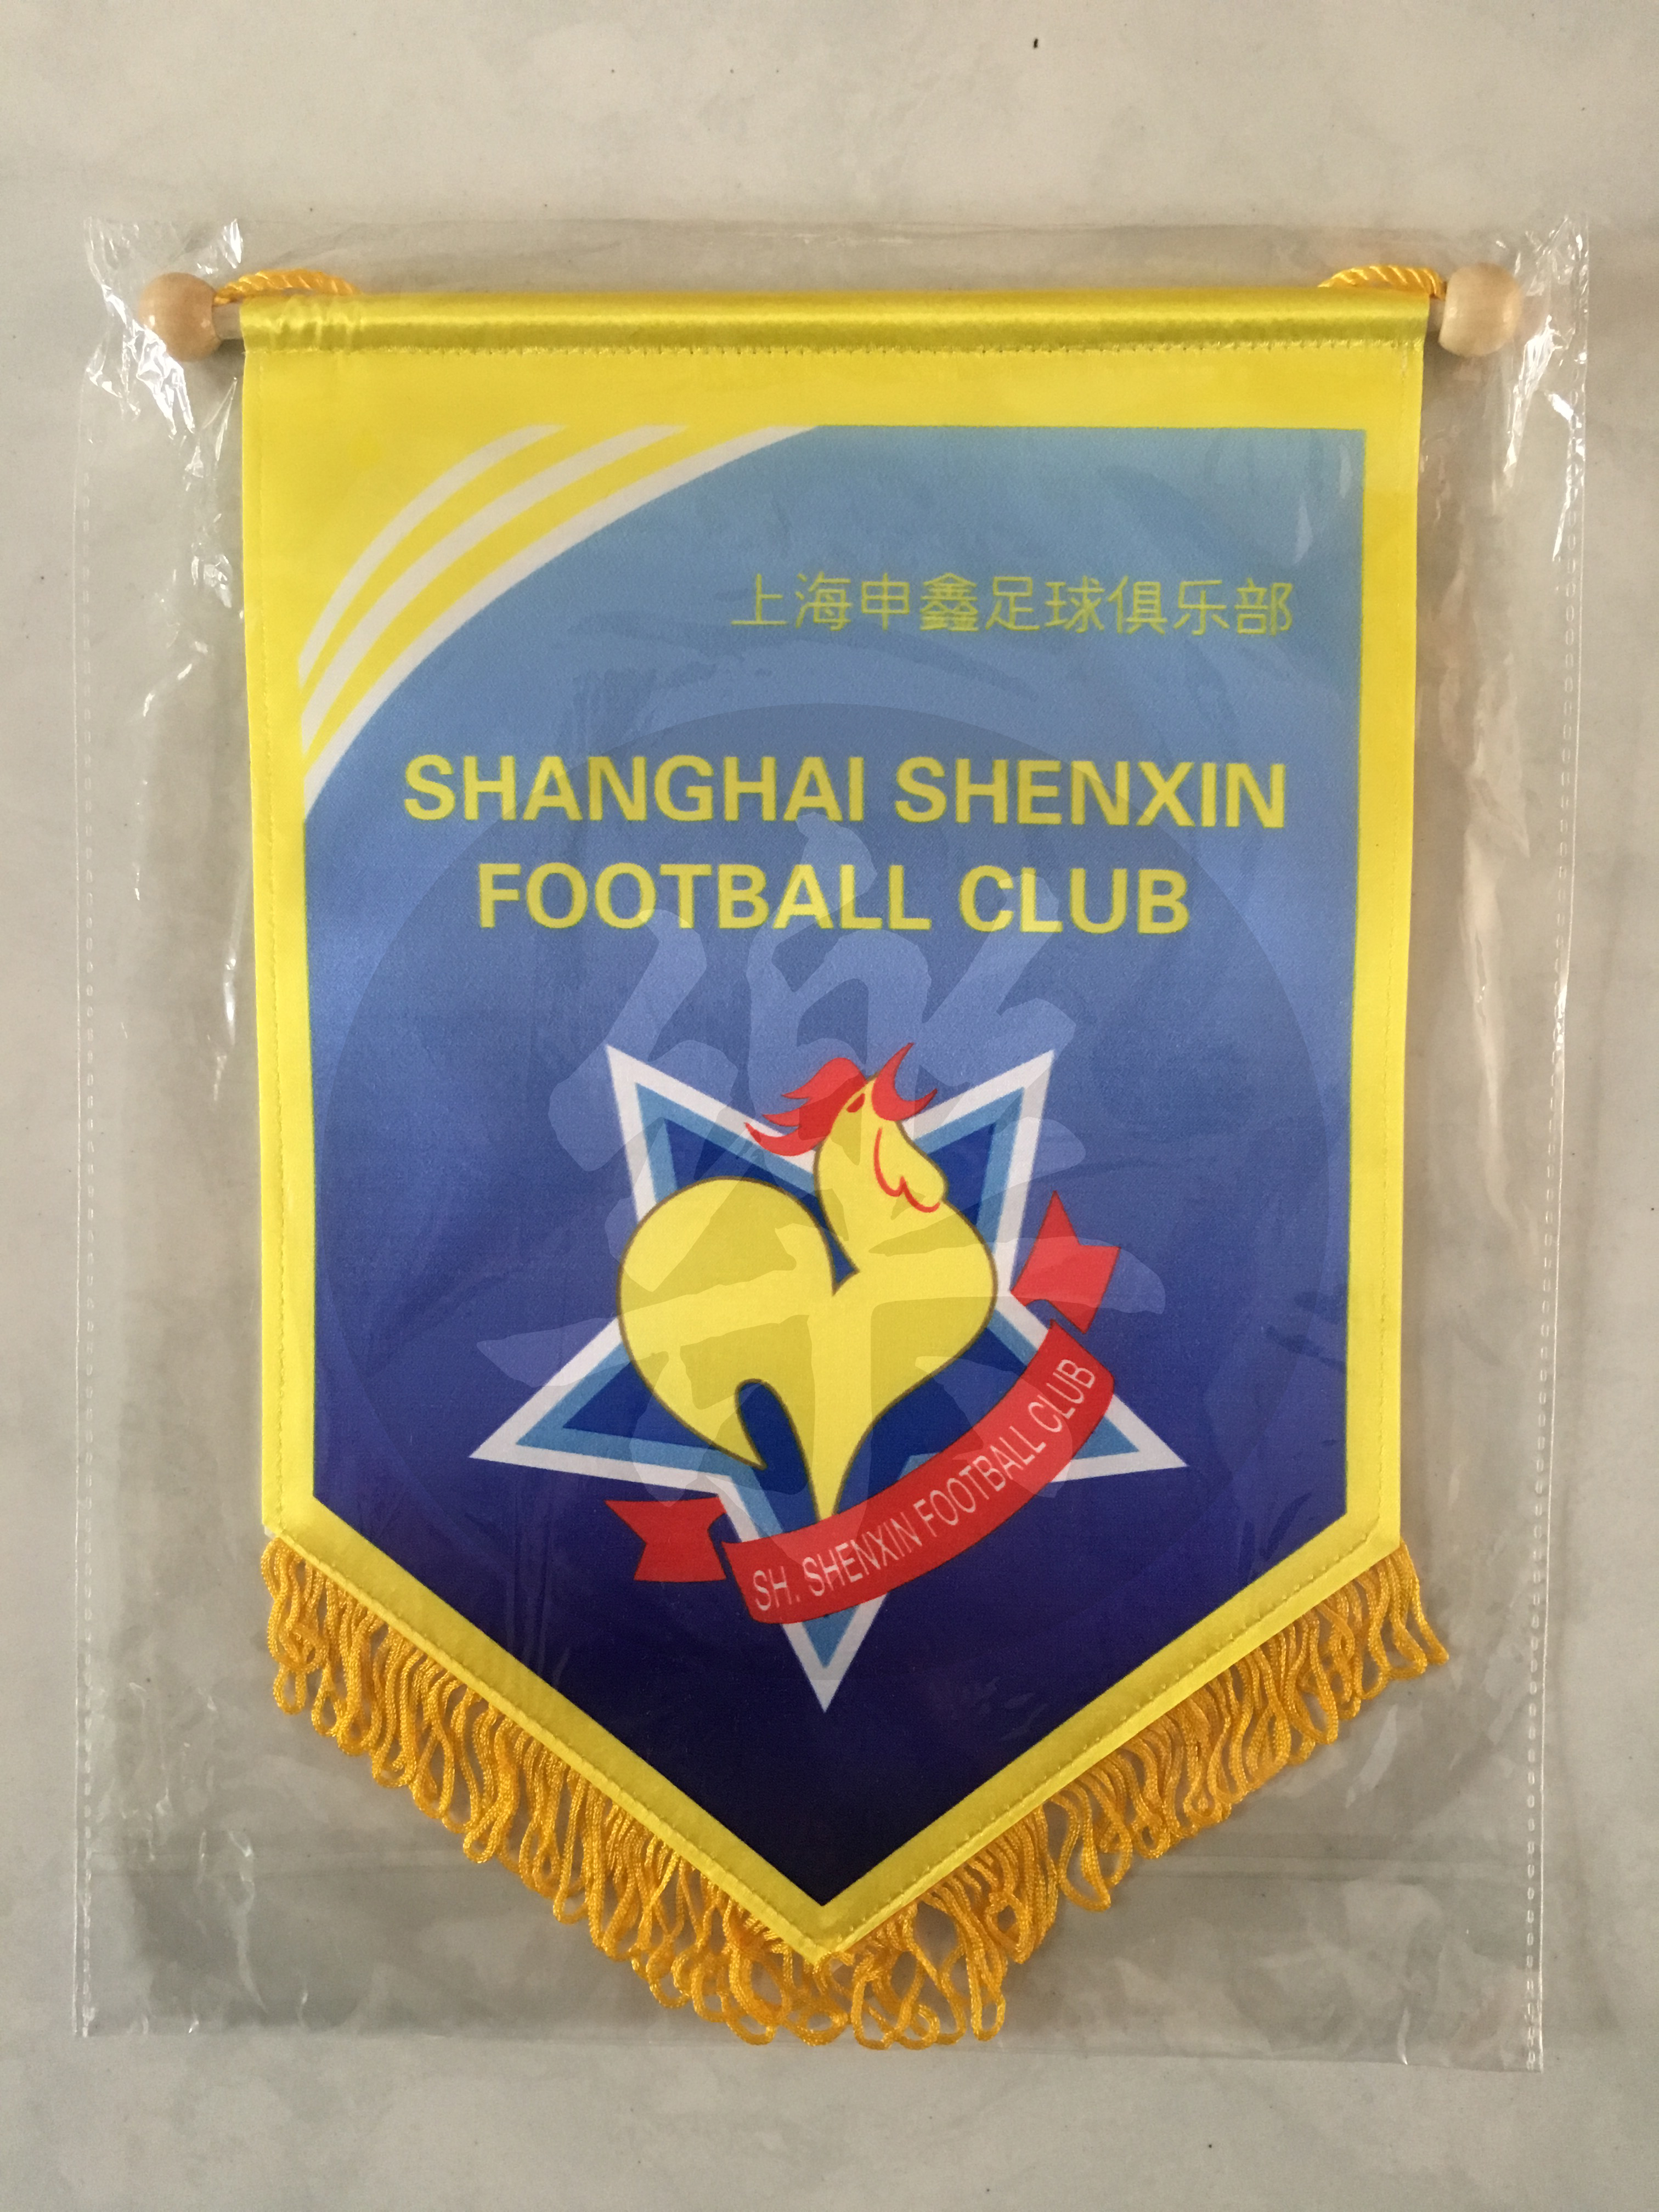 上海申鑫足球俱乐部
SHANGHAI SHENXIN
FOOTBALL CLUB
SH. SHENXIN FOOTBALL CLUB